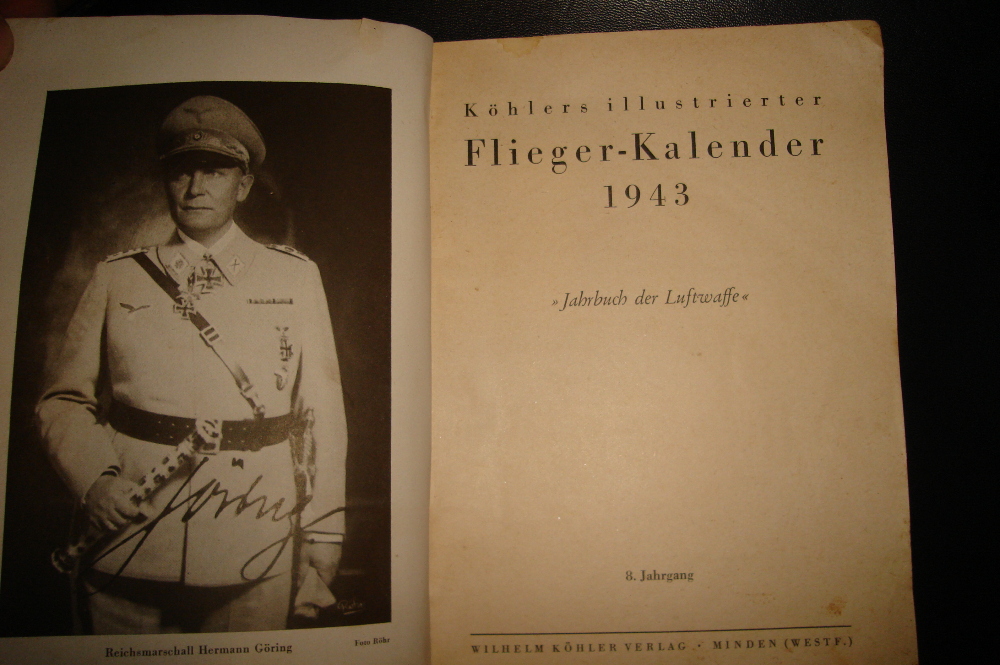 Göring
Reichsmarschall Hermann Göring
Foto Röhr
Köhlers illustrierter
Flieger-Kalender
1943
»Jahrbuch der Luftwaffe«
8. Jahrgang
WILHELM KÖHLER VERLAG · MINDEN (WESTF.)